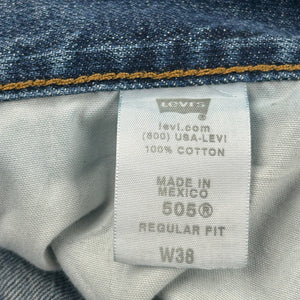 LEVI'S
levi.com
(800) USA-LEVI
100% COTTON
MADE IN
MEXICO
505®
REGULAR FIT
W38